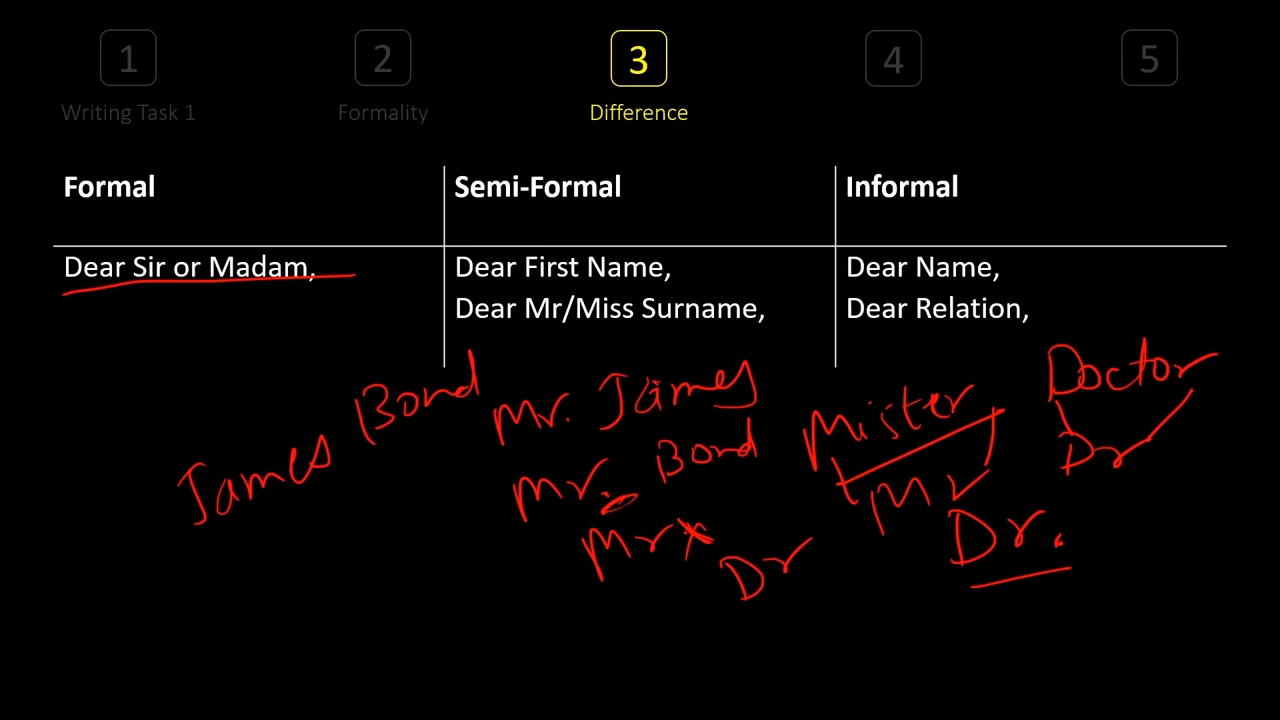 1 2 3 4 5
Writing Task 1 Formality Difference
Formal Semi-Formal Informal
Dear Sir or Madam, Dear First Name, Dear Name,
Dear Mr/Miss Surname, Dear Relation,
James Bond
Mr. James
Mr. Bond
Mr
Dr
Mister
Mr
Doctor
Dr
Dr.